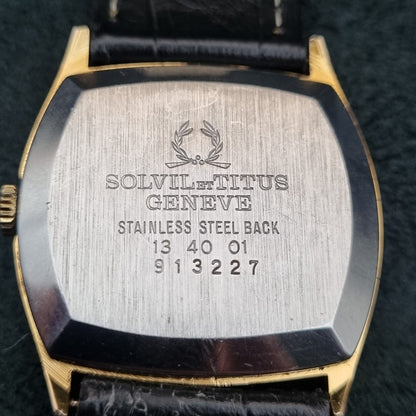 SOLVIL ET TITUS
GENEVE
STAINLESS STEEL BACK
13 40 01
913227